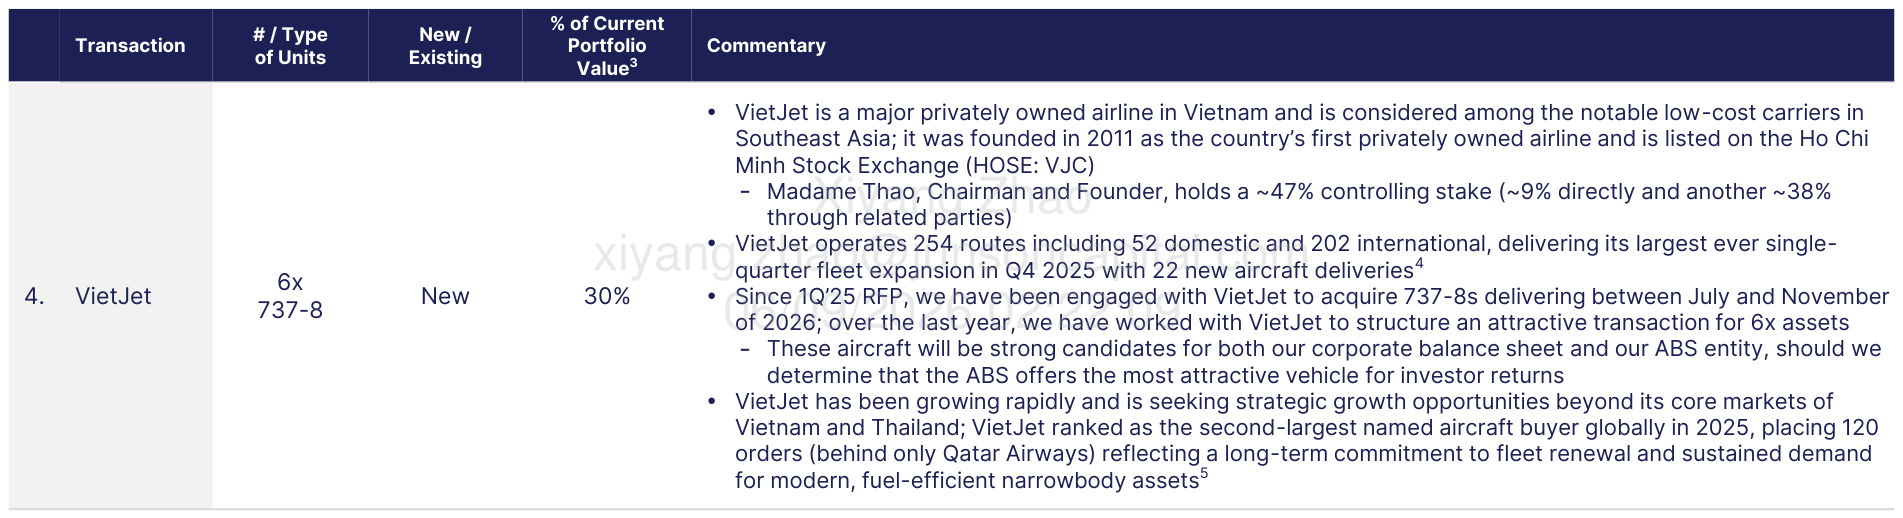 Transaction
# / Type
of Units
New /
Existing
% of Current
Portfolio
Value3
Commentary
4.
VietJet
6x
737-8
New
30%
• VietJet is a major privately owned airline in Vietnam and is considered among the notable low-cost carriers in
Southeast Asia; it was founded in 2011 as the country’s first privately owned airline and is listed on the Ho Chi
Minh Stock Exchange (HOSE: VJC)
- Madame Thao, Chairman and Founder, holds a ~47% controlling stake (~9% directly and another ~38%
through related parties)
• VietJet operates 254 routes including 52 domestic and 202 international, delivering its largest ever single-
quarter fleet expansion in Q4 2025 with 22 new aircraft deliveries4
• Since 1Q’25 RFP, we have been engaged with VietJet to acquire 737-8s delivering between July and November
of 2026; over the last year, we have worked with VietJet to structure an attractive transaction for 6x assets
- These aircraft will be strong candidates for both our corporate balance sheet and our ABS entity, should we
determine that the ABS offers the most attractive vehicle for investor returns
• VietJet has been growing rapidly and is seeking strategic growth opportunities beyond its core markets of
Vietnam and Thailand; VietJet ranked as the second-largest named aircraft buyer globally in 2025, placing 120
orders (behind only Qatar Airways) reflecting a long-term commitment to fleet renewal and sustained demand
for modern, fuel-efficient narrowbody assets5
Xiyang Zhao